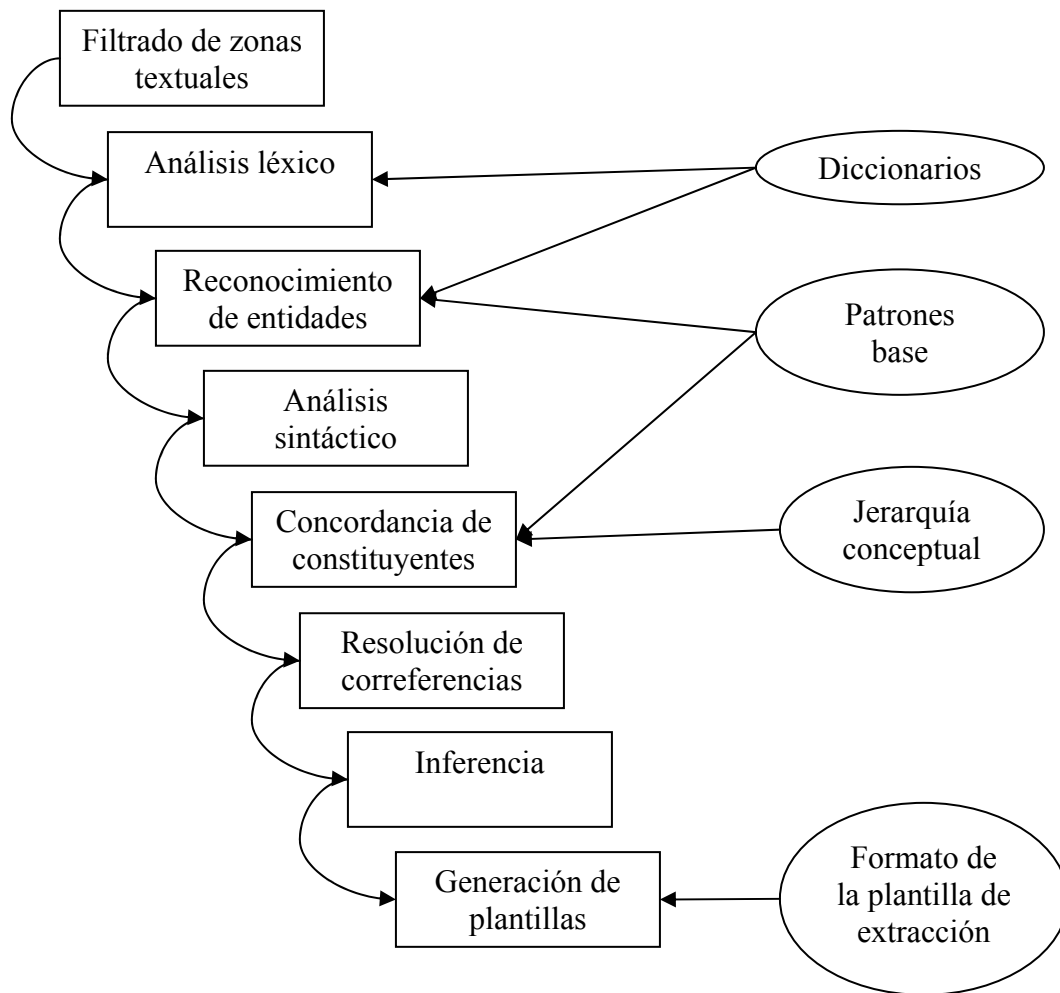 Filtrado de zonas
textuales
Análisis léxico
Diccionarios
Reconocimiento
de entidades
Patrones
base
Análisis
sintáctico
Concordancia de
constituyentes
Jerarquía
conceptual
Resolución de
correferencias
Inferencia
Generación de
plantillas
Formato de
la plantilla de
extracción